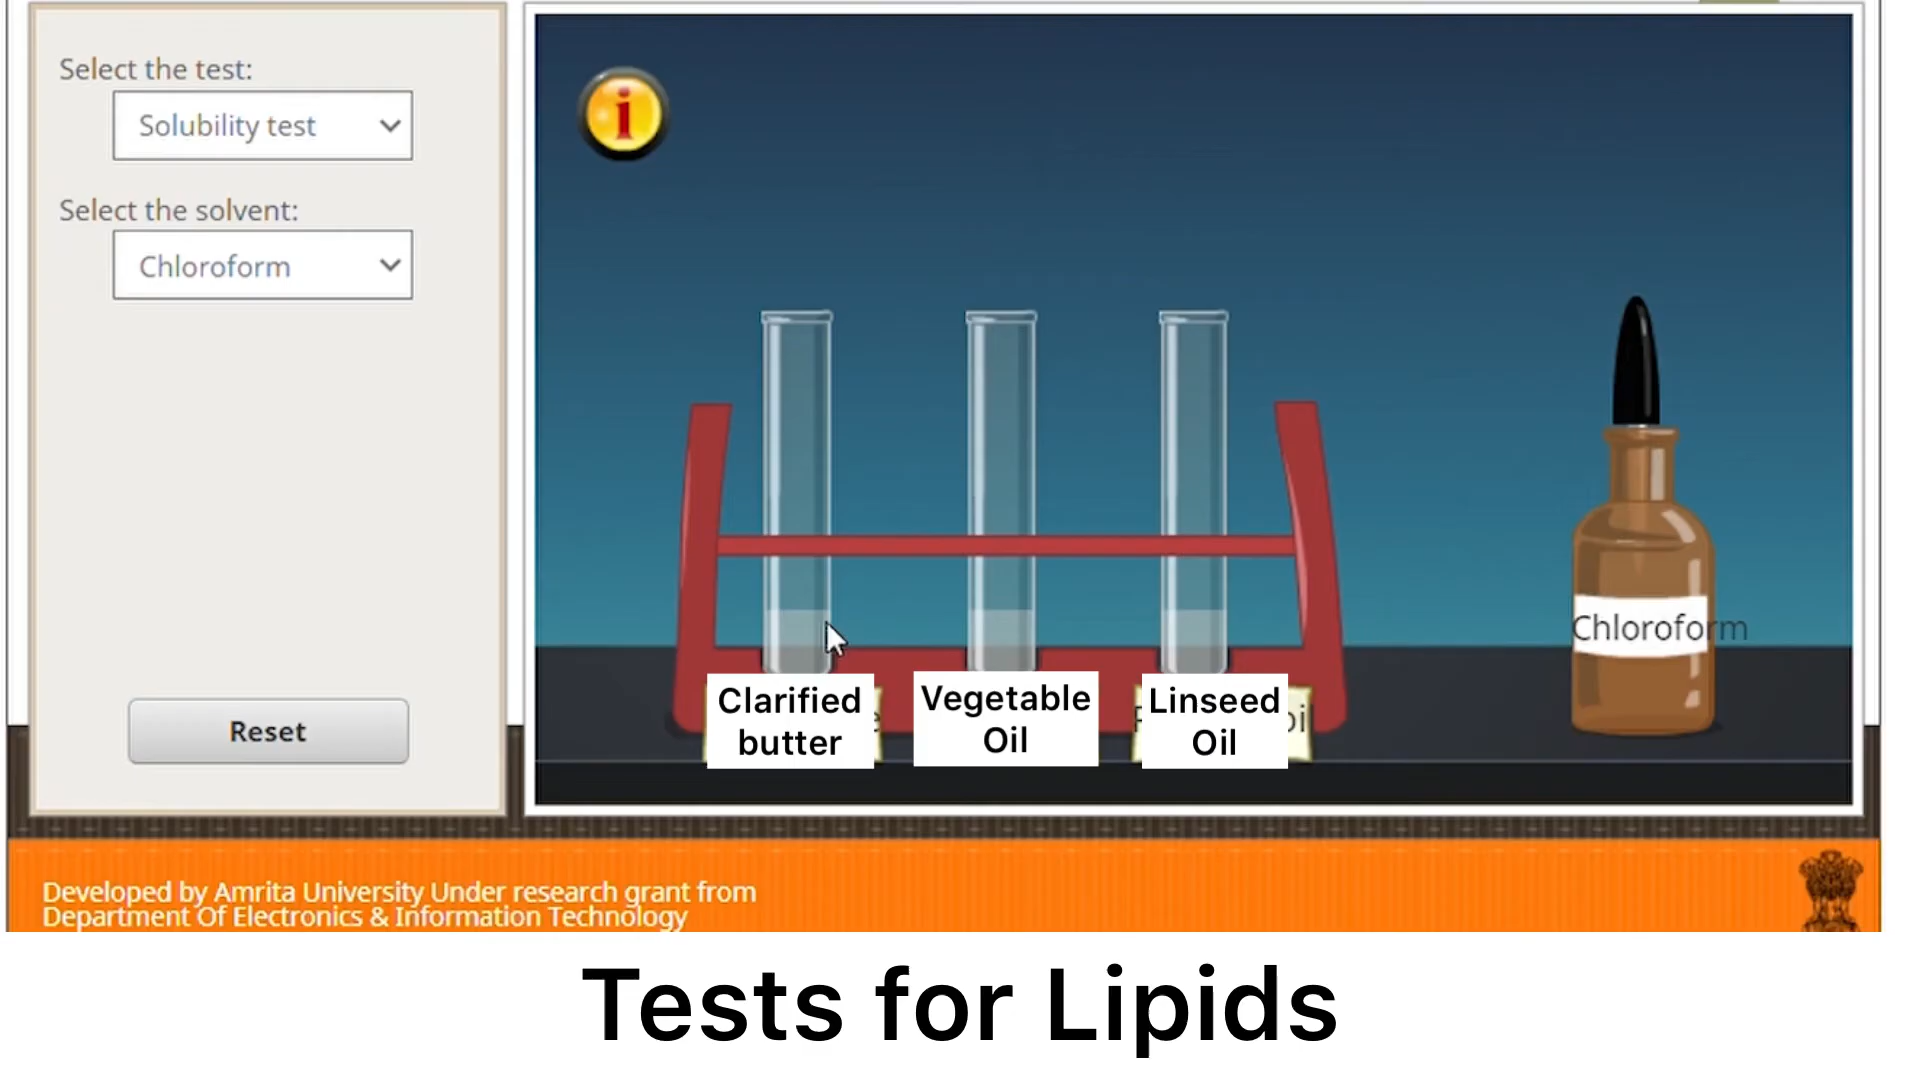 Select the test:
Solubility test
Select the solvent:
Chloroform
Reset
i
Chloroform
Clarified
butter
Vegetable
Oil
Linseed
Oil
Developed by Amrita University Under research grant from
Department Of Electronics & Information Technology
Tests for Lipids